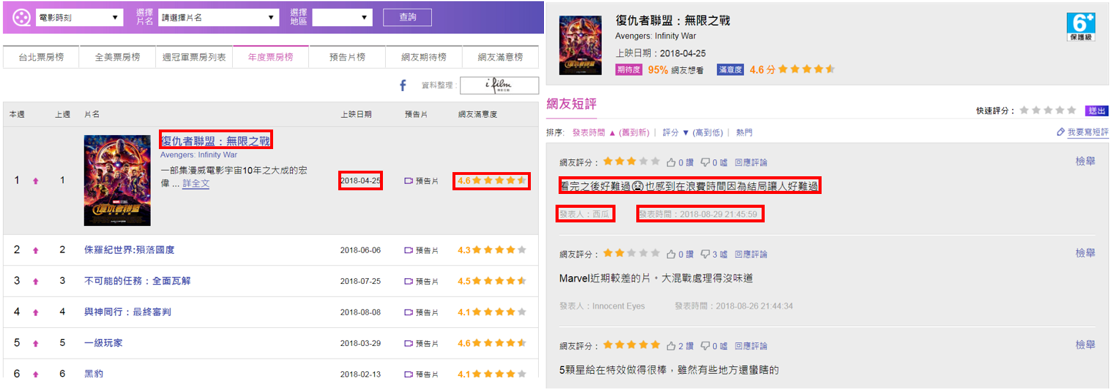 電影時刻
選擇片名
請選擇片名
選擇地區
查詢
台北票房榜
全美票房榜
週冠軍票房列表
年度票房榜
預告片榜
網友期待榜
網友滿意榜
資料整理：
ifilm
本週 上週 片名 上映日期 預告片 網友滿意度
1 1 復仇者聯盟：無限之戰 2018-04-25 預告片 4.6
Avengers: Infinity War
一部集漫威電影宇宙10年之大成的宏
偉 ... 詳全文
2 2 侏羅紀世界:殞落國度 2018-06-06 預告片 4.3
3 3 不可能的任務：全面瓦解 2018-07-25 預告片 4.5
4 4 與神同行：最終審判 2018-08-08 預告片 4.1
5 5 一級玩家 2018-03-29 預告片 4.6
6 6 黑豹 2018-02-13 預告片 4.1
復仇者聯盟：無限之戰
Avengers: Infinity War
上映日期：2018-04-25
期待度 95% 網友想看 滿意度 4.6 分
6+
保護級
網友短評
快速評分： 送出
排序: 發表時間 ▲ (舊到新) | 評分 ▼ (高到低) | 熱門
我要寫短評
網友評分： 0 讚 0 噓 回應評論 檢舉
看完之後好難過😭也感到在浪費時間因為結局讓人好難過
發表人：西瓜 發表時間：2018-08-29 21:45:59
網友評分： 0 讚 3 噓 回應評論 檢舉
Marvel近期較差的片。大混戰處理得沒味道
發表人：Innocent Eyes 發表時間：2018-08-26 21:44:34
網友評分： 2 讚 0 噓 回應評論 檢舉
5顆星給在特效做得很棒，雖然有些地方還蠻瞎的